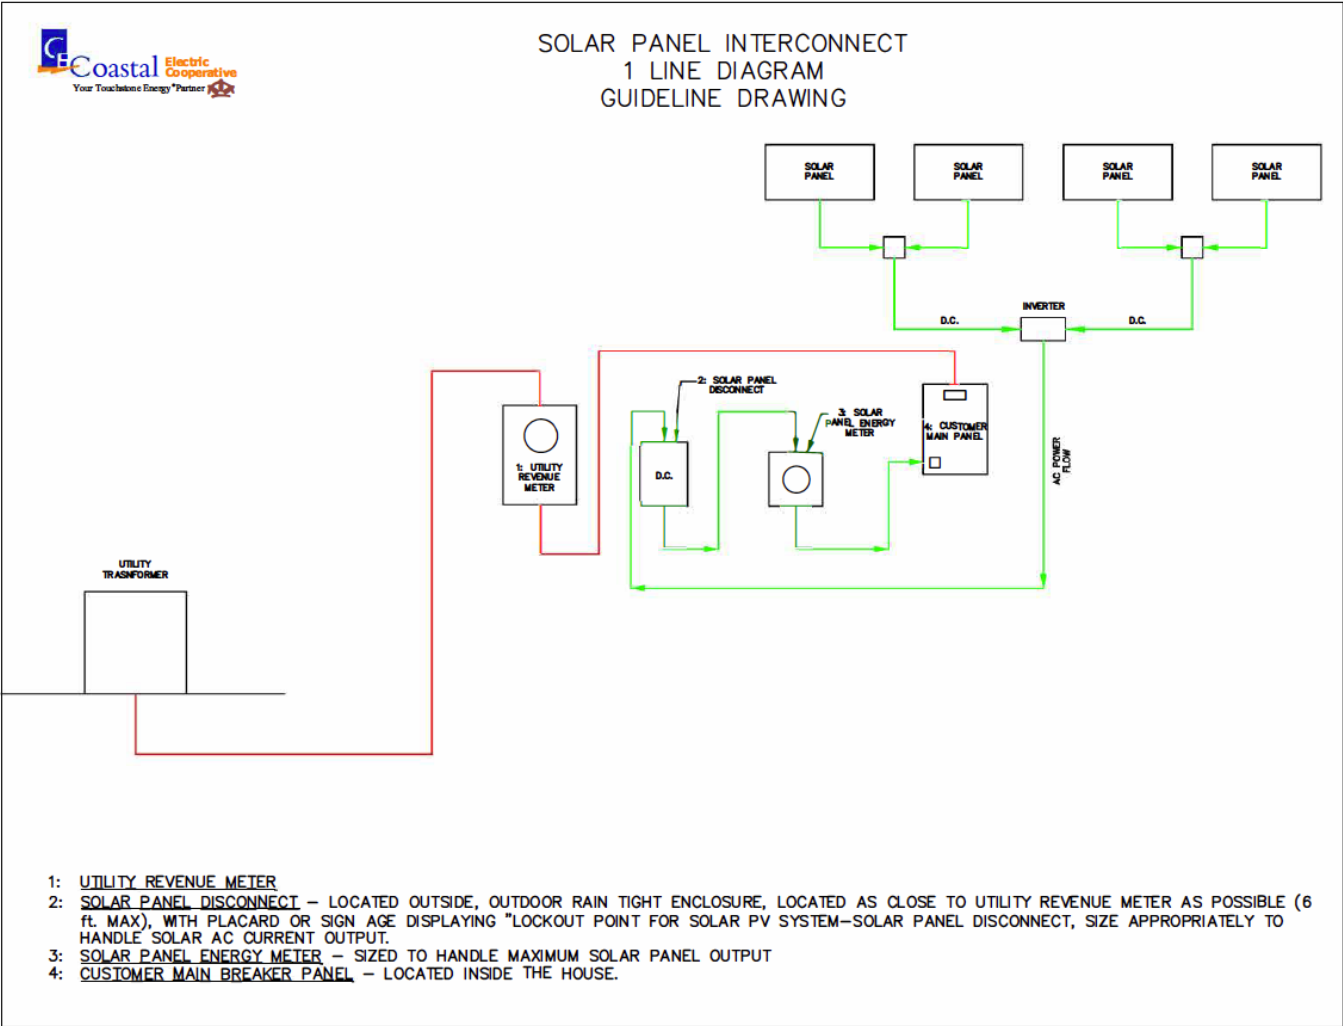 CE Coastal Electric
Cooperative
Your Touchstone Energy® Partner
SOLAR PANEL INTERCONNECT
1 LINE DIAGRAM
GUIDELINE DRAWING
SOLAR
PANEL
SOLAR
PANEL
SOLAR
PANEL
SOLAR
PANEL
INVERTER
D.C.
D.C.
2: SOLAR PANEL
DISCONNECT
3: SOLAR
PANEL ENERGY
METER
4: CUSTOMER
MAIN PANEL
1: UTILITY
REVENUE
METER
D.C.
AC POWER
FLOW
UTILITY
TRASNFORMER
1: UTILITY REVENUE METER
2: SOLAR PANEL DISCONNECT – LOCATED OUTSIDE, OUTDOOR RAIN TIGHT ENCLOSURE, LOCATED AS CLOSE TO UTILITY REVENUE METER AS POSSIBLE (6
ft. MAX), WITH PLACARD OR SIGN AGE DISPLAYING "LOCKOUT POINT FOR SOLAR PV SYSTEM–SOLAR PANEL DISCONNECT, SIZE APPROPRIATELY TO
HANDLE SOLAR AC CURRENT OUTPUT.
3: SOLAR PANEL ENERGY METER – SIZED TO HANDLE MAXIMUM SOLAR PANEL OUTPUT
4: CUSTOMER MAIN BREAKER PANEL – LOCATED INSIDE THE HOUSE.